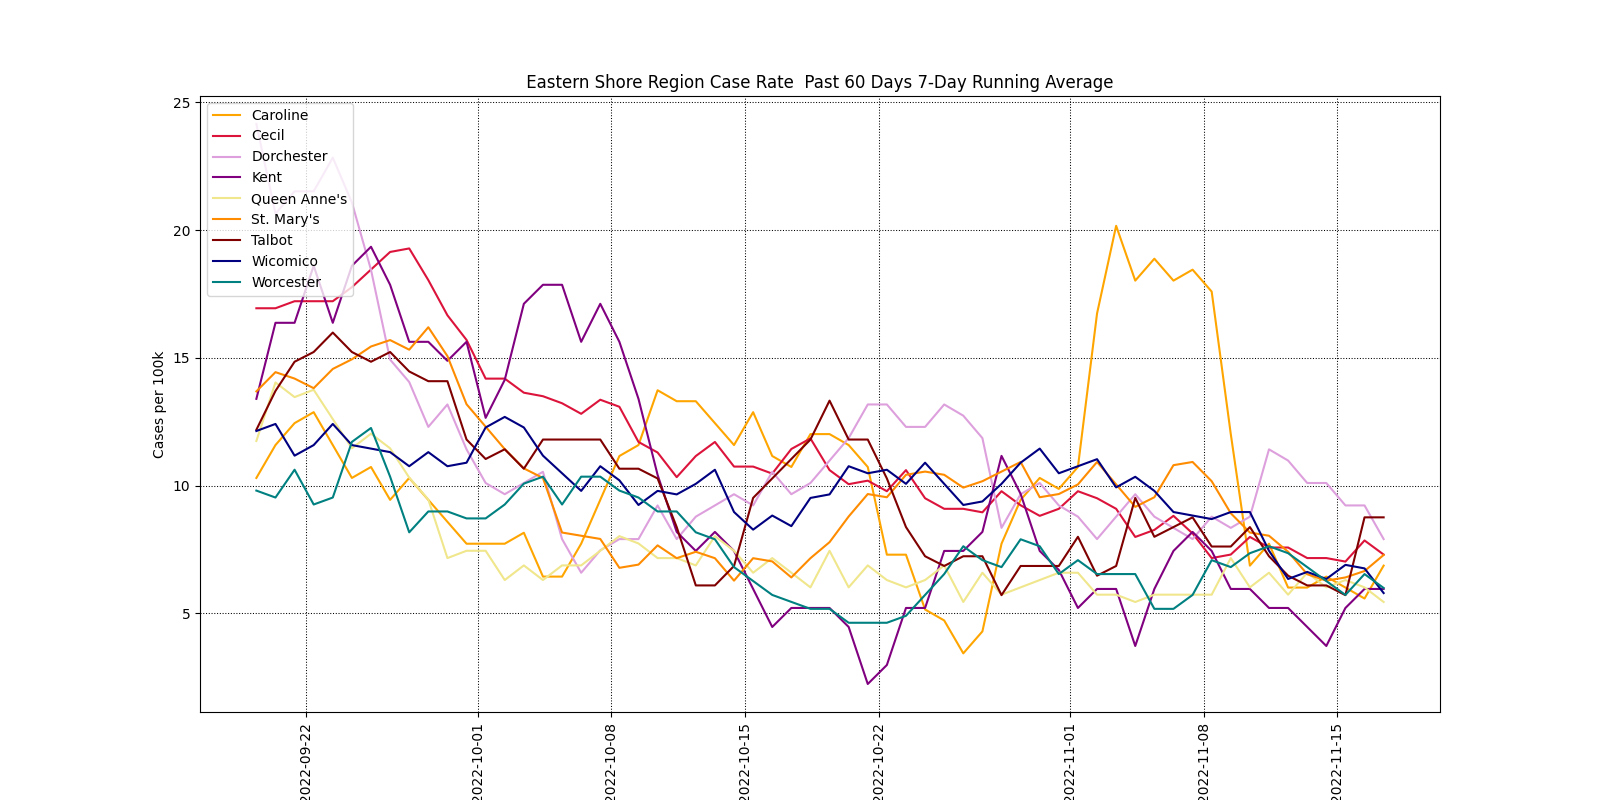 Eastern Shore Region Case Rate  Past 60 Days 7-Day Running Average
Caroline
Cecil
Dorchester
Kent
Queen Anne's
St. Mary's
Talbot
Wicomico
Worcester
Cases per 100k
25
20
15
10
5
2022-09-22
2022-10-01
2022-10-08
2022-10-15
2022-10-22
2022-11-01
2022-11-08
2022-11-15